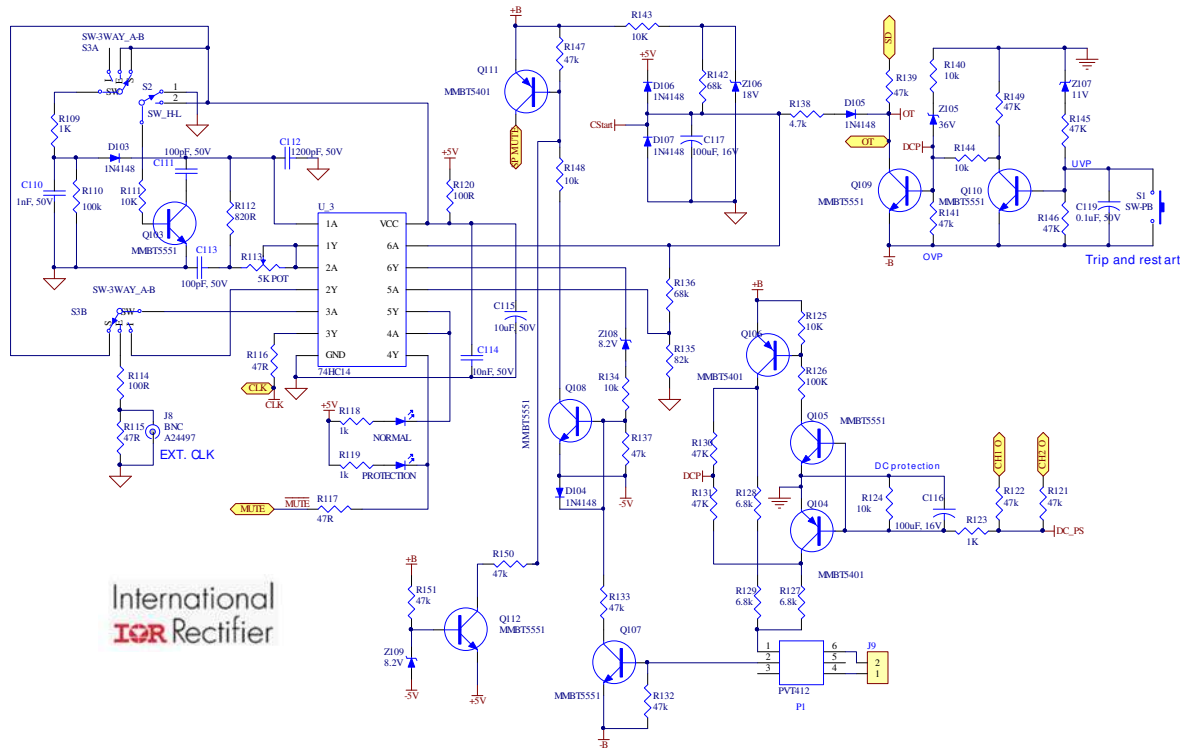 SW-3WAY_A-B
S3A
S2
SW_H-L
1
2
R109
1K
D103
1N4148
C110
1nF, 50V
R110
100k
R111
10K
C111
100pF, 50V
Q103
MMBT5551
R112
820R
C112
1200pF, 50V
C113
100pF, 50V
R113
5K POT
SW-3WAY_A-B
S3B
SW
R114
100R
R115
47R
J8
BNC
A24497
EXT. CLK
R116
47R
CLK
CLK
U_3
1A
1Y
2A
2Y
3A
3Y
GND
VCC
6A
6Y
5A
5Y
4A
4Y
74HC14
+5V
R120
100R
C115
10uF, 50V
C114
10nF, 50V
+5V
R118
1k
NORMAL
R119
1k
PROTECTION
MUTE
MUTE
R117
47R
+B
Q111
MMBT5401
SP MUTE
R147
47k
R148
10k
R143
10K
+5V
D106
1N4148
R142
68k
Z106
18V
CStart
D107
1N4148
C117
100uF, 16V
R138
4.7k
D105
1N4148
SD
R139
47k
OT
OT
Q109
MMBT5551
R140
10k
Z105
36V
DCP
R144
10k
R141
47k
-B
OVP
R149
47K
Q110
MMBT5551
Z107
11V
R145
47K
UVP
R146
47K
C119
0.1uF, 50V
S1
SW-PB
Trip and restart
R136
68k
R135
82k
Z108
8.2V
R134
10k
R137
47k
-5V
Q108
MMBT5551
D104
1N4148
R133
47k
Q107
MMBT5551
R132
47k
-B
R150
47k
+B
R151
47k
Q112
MMBT5551
Z109
8.2V
-5V
+5V
+B
Q106
MMBT5401
R125
10K
R126
100K
Q105
MMBT5551
DC protection
R130
47K
DCP
R131
47K
R128
6.8k
Q104
MMBT5401
R124
10k
C116
100uF, 16V
R123
1K
CH1 O
CH2 O
R122
47k
R121
47k
DC_PS
R129
6.8k
R127
6.8k
1
2
3
6
5
4
PVT412
P1
J9
2
1
International
IOR Rectifier